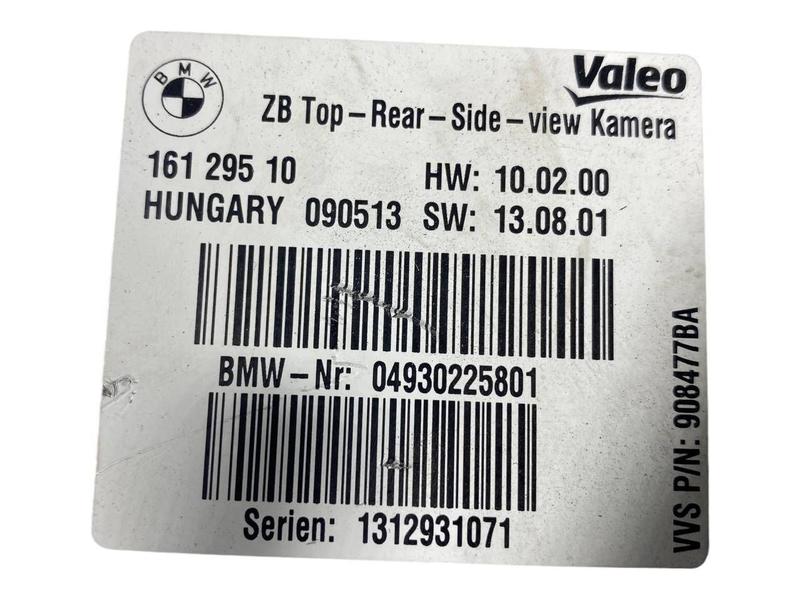 BMW
Valeo
ZB Top-Rear-Side-view Kamera
161 295 10 HW: 10.02.00
HUNGARY 090513 SW: 13.08.01
BMW-Nr: 04930225801
Serien: 1312931071
VVS P/N: 908477BA